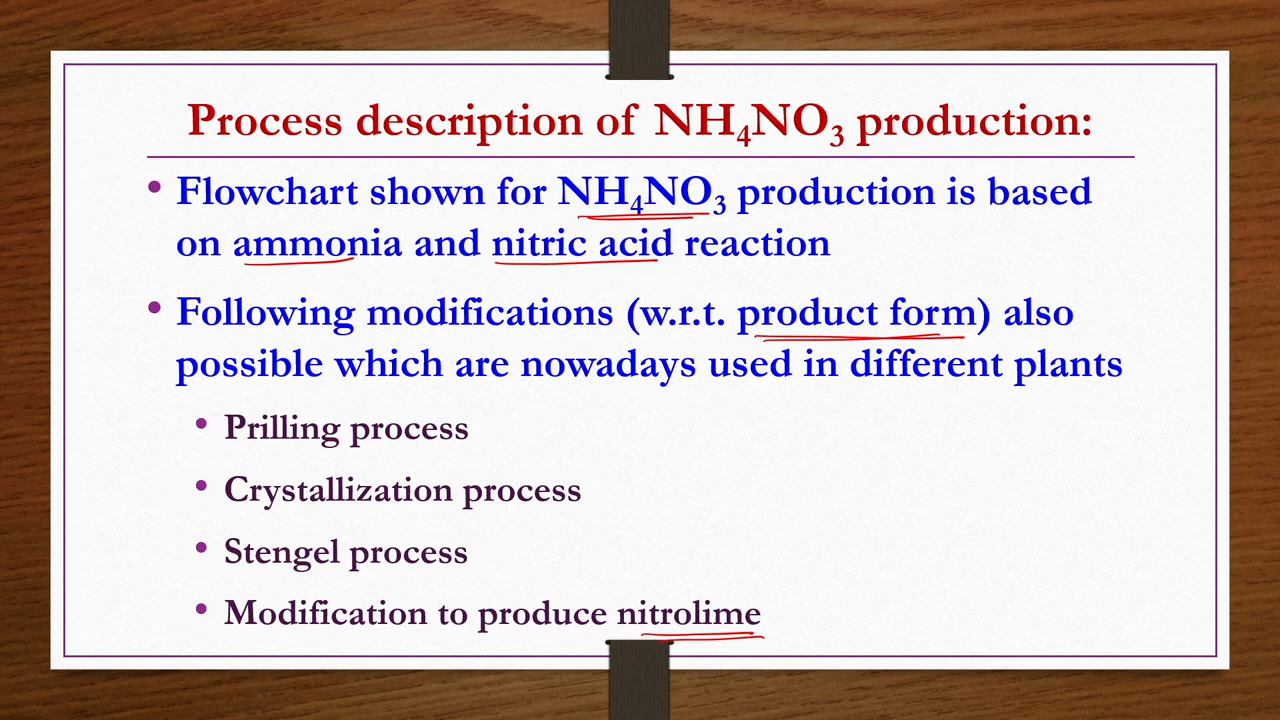 Process description of NH₄NO₃ production:
• Flowchart shown for NH₄NO₃ production is based
on ammonia and nitric acid reaction
• Following modifications (w.r.t. product form) also
possible which are nowadays used in different plants
• Prilling process
• Crystallization process
• Stengel process
• Modification to produce nitrolime